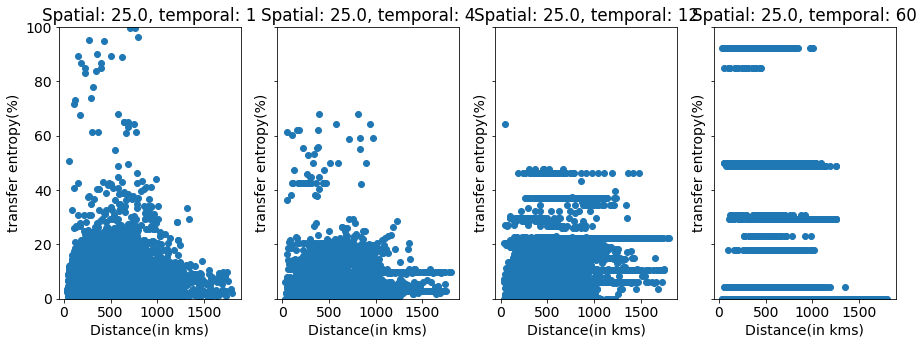 Spatial: 25.0, temporal: 1
Spatial: 25.0, temporal: 4
Spatial: 25.0, temporal: 12
Spatial: 25.0, temporal: 60
100
80
60
40
20
0
transfer entropy(%)
transfer entropy(%)
transfer entropy(%)
transfer entropy(%)
0 500 1000 1500
0 500 1000 1500
0 500 1000 1500
0 500 1000 1500
Distance(in kms)
Distance(in kms)
Distance(in kms)
Distance(in kms)